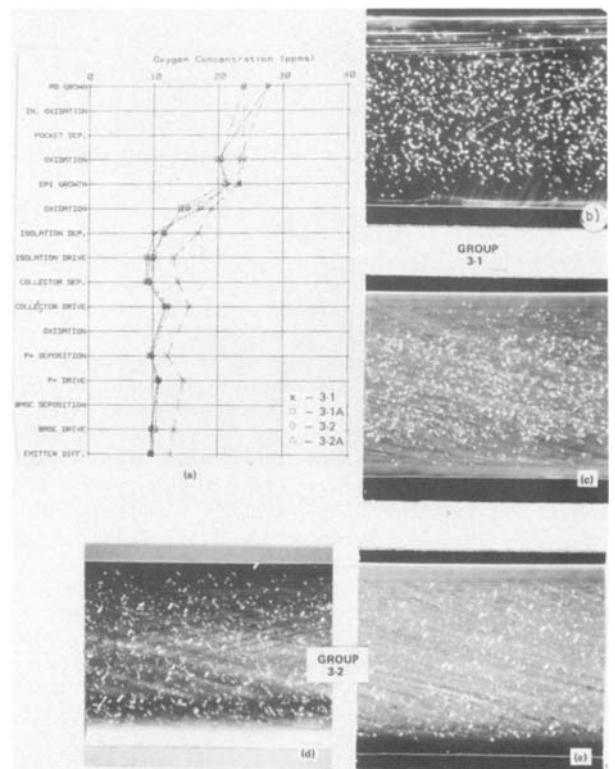 Oxygen Concentration (ppma)
0 10 20 30 40
AS GROWN
IN. OXIDATION
POCKET DEP.
OXIDATION
EPI GROWTH
OXIDATION
ISOLATION DEP.
ISOLATION DRIVE
COLLECTOR DEP.
COLLECTOR DRIVE
OXIDATION
P+ DEPOSITION
P+ DRIVE
BMSE DEPOSITION
BMSE DRIVE
EMITTER DIFF.
x - 3-1
□ - 3-1A
◇ - 3-2
△ - 3-2A
(a)
(b)
GROUP
3-1
(c)
GROUP
3-2
(d)
(e)